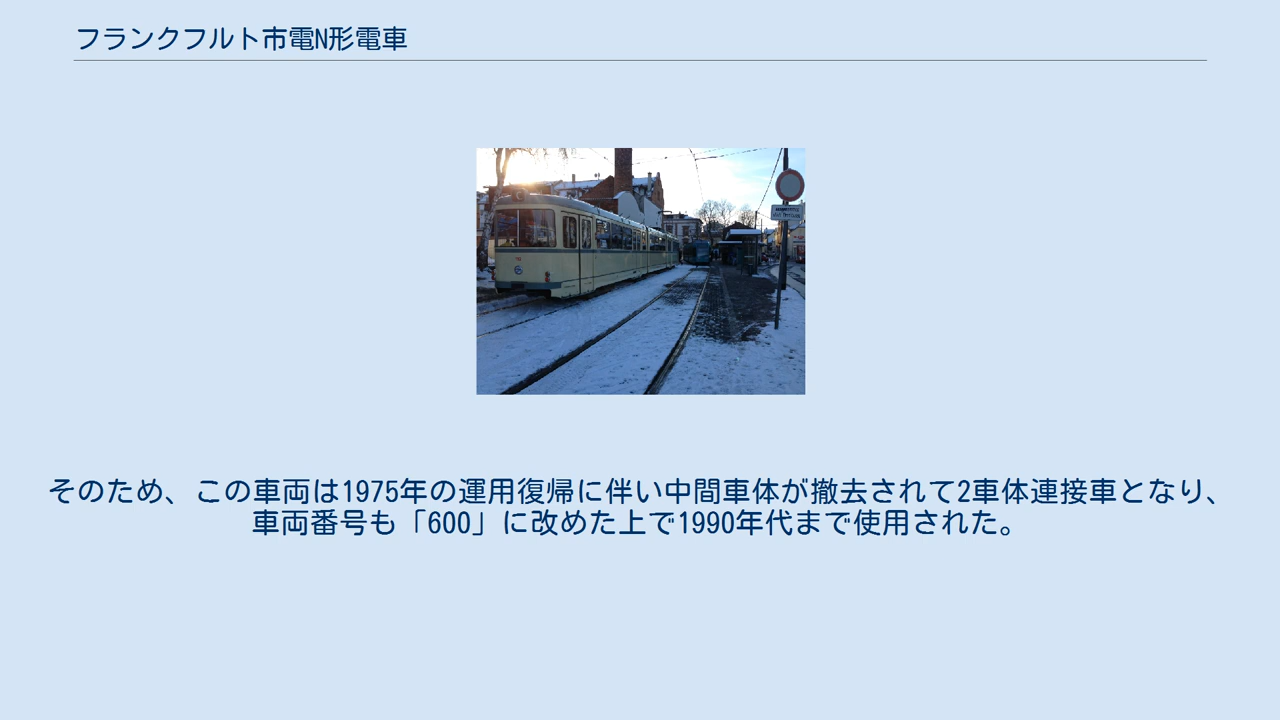 フランクフルト市電N形電車
そのため、この車両は1975年の運用復帰に伴い中間車体が撤去されて2車体連接車となり、
車両番号も「600」に改めた上で1990年代まで使用された。